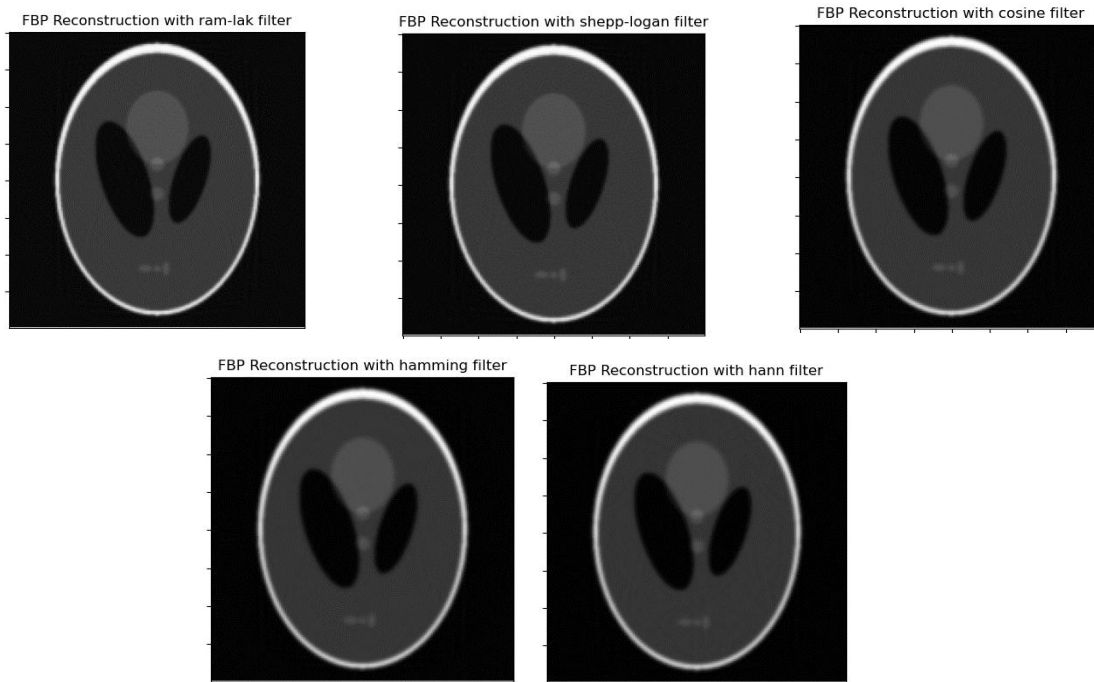 FBP Reconstruction with ram-lak filter
FBP Reconstruction with shepp-logan filter
FBP Reconstruction with cosine filter
FBP Reconstruction with hamming filter
FBP Reconstruction with hann filter